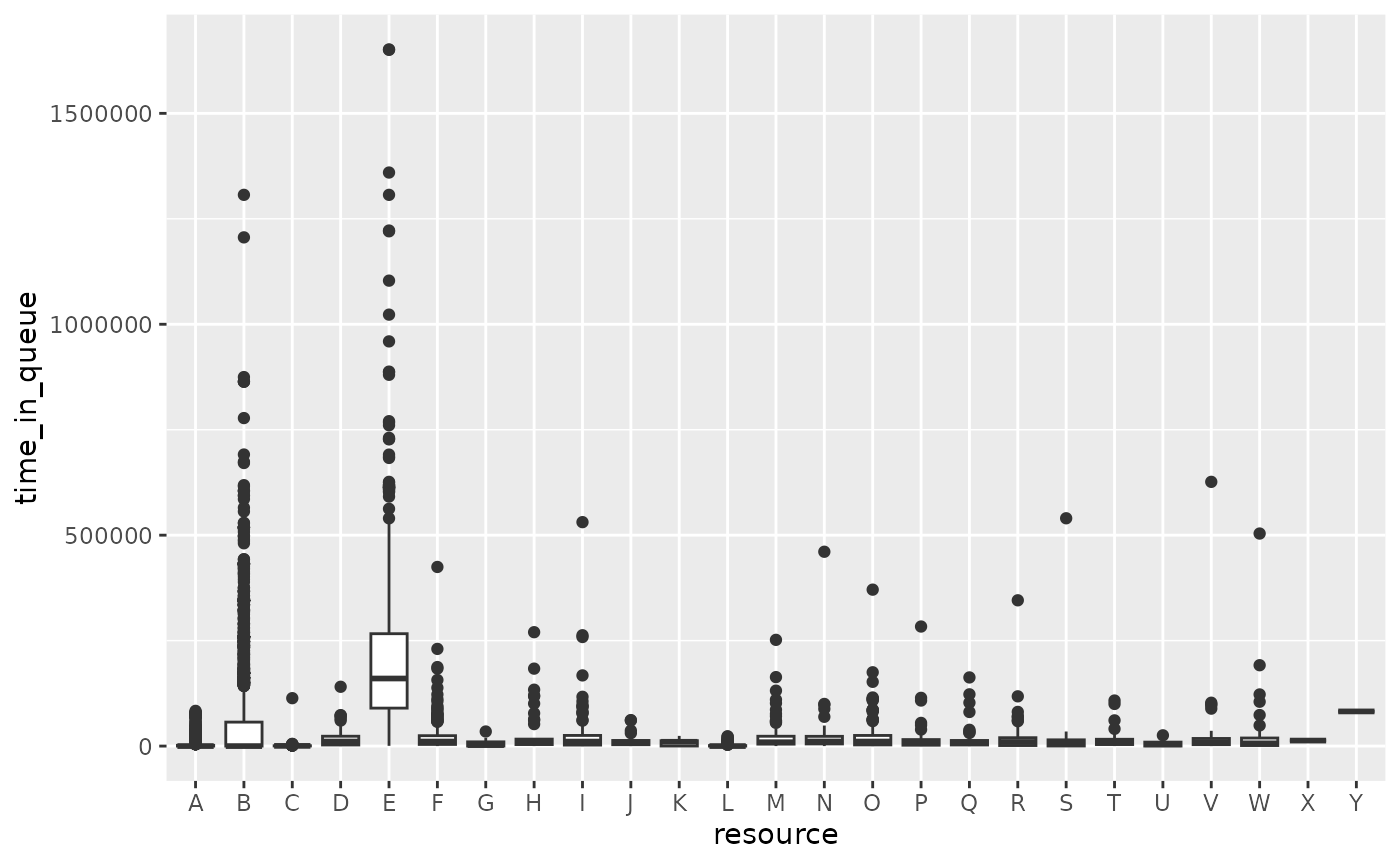 1500000
1000000
500000
0
time_in_queue
A B C D E F G H I J K L M N O P Q R S T U V W X Y
resource